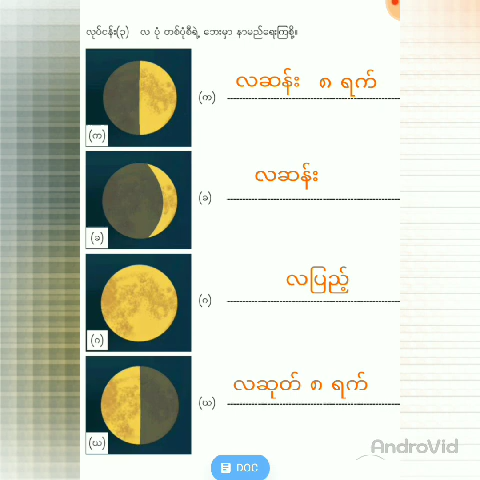 လုပ်ငန်း(၃) လ ပုံ တစ်ပုံစီရဲ့ ဘေးမှာ နာမည်ရေးကြစို့။
(က)
(က) လဆန်း ၈ ရက်
(ခ)
(ခ) လဆန်း
(ဂ)
(ဂ) လပြည့်
(ဃ)
(ဃ) လဆုတ် ၈ ရက်
AndroVid
DOC